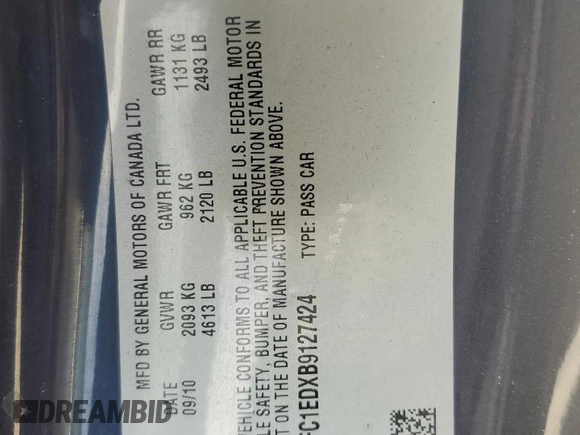 MFD BY GENERAL MOTORS OF CANADA LTD.
DATE GVWR GAWR FRT GAWR RR
09/10 2093 KG 962 KG 1131 KG
4613 LB 2120 LB 2493 LB
VEHICLE CONFORMS TO ALL APPLICABLE U.S. FEDERAL MOTOR
LE SAFETY, BUMPER, AND THEFT PREVENTION STANDARDS IN
T ON THE DATE OF MANUFACTURE SHOWN ABOVE.
C1EDXB9127424 TYPE: PASS CAR
DREAMBID